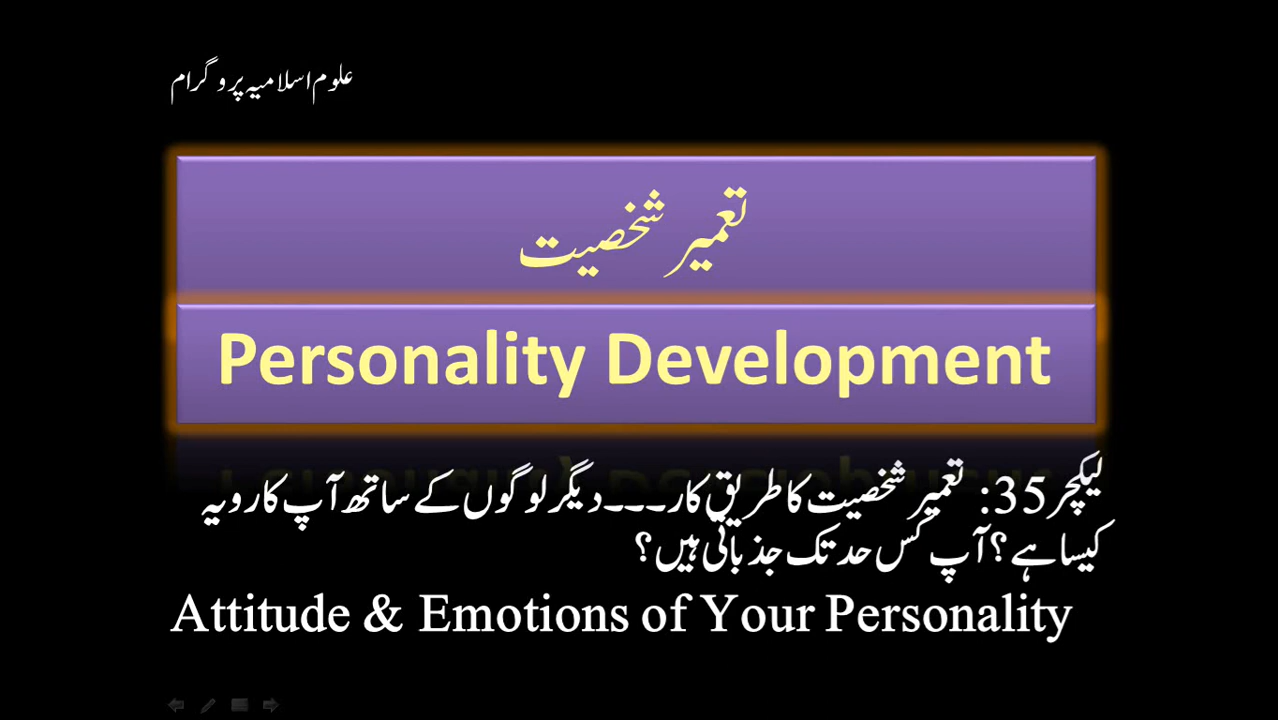 علوم اسلامیہ پروگرام
تعمیر شخصیت
Personality Development
لیکچر 35: تعمیر شخصیت کا طریق کار۔۔۔دیگر لوگوں کے ساتھ آپ کا رویہ
کیسا ہے؟ آپ کس حد تک جذباتی ہیں؟
Attitude & Emotions of Your Personality